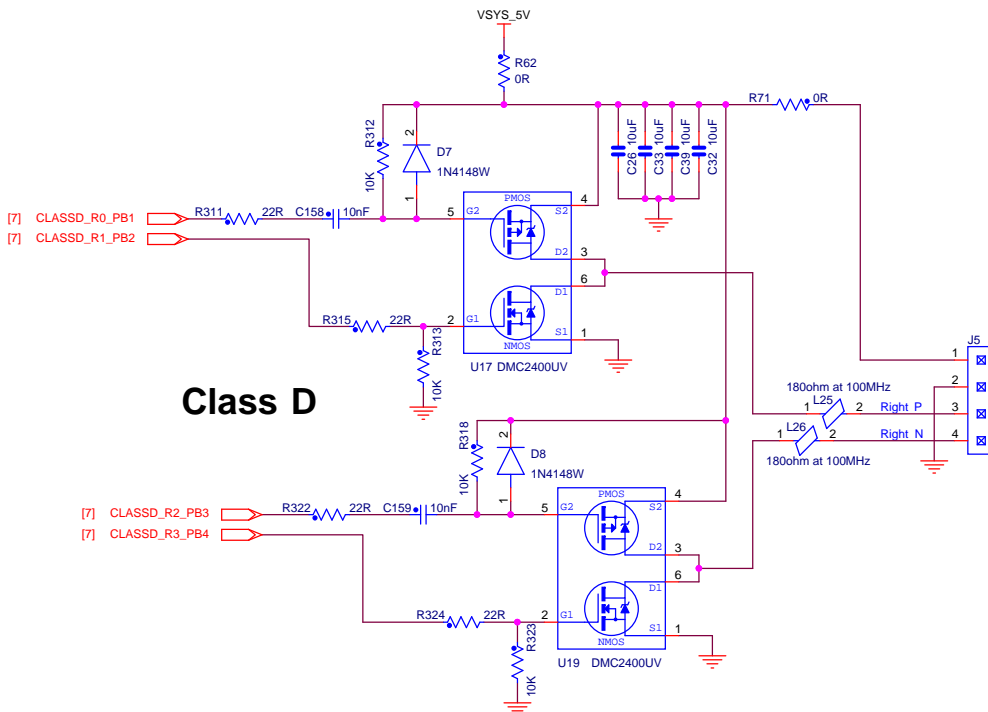 VSYS_5V
R62
0R
R71 0R
R312
10K
D7
1N4148W
2
1
C26 10uF
C33 10uF
C39 10uF
C32 10uF
[7] CLASSD_R0_PB1
R311 22R
C158 10nF
[7] CLASSD_R1_PB2
5 G2
PMOS
S2 4
D2 3
D1 6
R315 22R
2 G1
S1 1
NMOS
R313
10K
U17 DMC2400UV
J5
1
2
3
4
Class D
180ohm at 100MHz
1 L25 2 Right P
1 L26 2 Right N
180ohm at 100MHz
R318
10K
D8
1N4148W
2
1
[7] CLASSD_R2_PB3
R322 22R
C159 10nF
[7] CLASSD_R3_PB4
5 G2
PMOS
S2 4
D2 3
D1 6
R324 22R
2 G1
S1 1
NMOS
R323
10K
U19 DMC2400UV